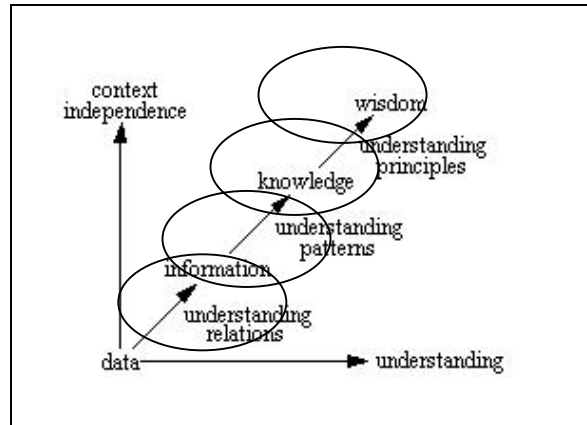 context
independence
wisdom
understanding
principles
knowledge
understanding
patterns
information
understanding
relations
data
understanding